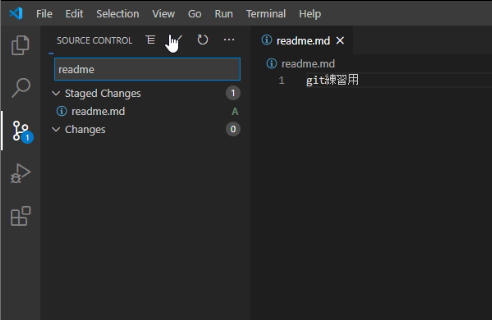 File Edit Selection View Go Run Terminal Help
SOURCE CONTROL
readme.md
readme
readme.md
Staged Changes 1
1 git練習用
readme.md A
Changes 0
1